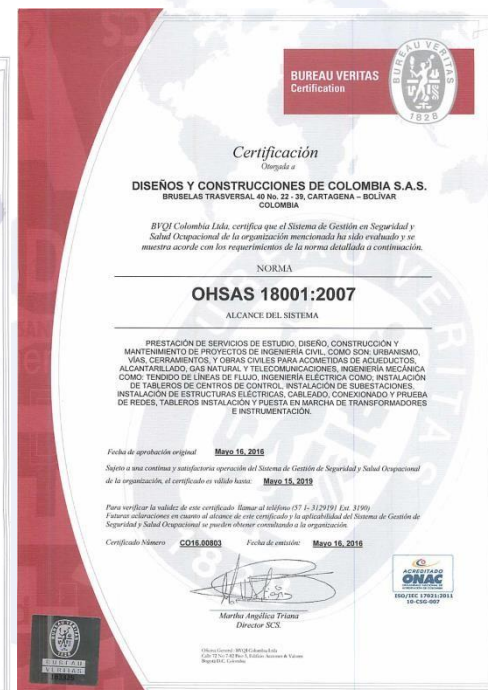 BUREAU VERITAS
Certification
BUREAU VERITAS
1828
Certificación
Otorgada a
DISEÑOS Y CONSTRUCCIONES DE COLOMBIA S.A.S.
BRUSELAS TRASVERSAL 40 No. 22 - 39, CARTAGENA – BOLÍVAR
COLOMBIA
BVQI Colombia Ltda, certifica que el Sistema de Gestión en Seguridad y
Salud Ocupacional de la organización mencionada ha sido evaluado y se
muestra acorde con los requerimientos de la norma detallada a continuación.
NORMA
OHSAS 18001:2007
ALCANCE DEL SISTEMA
PRESTACIÓN DE SERVICIOS DE ESTUDIO, DISEÑO, CONSTRUCCIÓN Y
MANTENIMIENTO DE PROYECTOS DE INGENIERÍA CIVIL, COMO SON: URBANISMO,
VÍAS, CERRAMIENTOS, Y OBRAS CIVILES PARA ACOMETIDAS DE ACUEDUCTOS,
ALCANTARILLADO, GAS NATURAL Y TELECOMUNICACIONES, INGENIERÍA MECÁNICA
COMO: TENDIDO DE LÍNEAS DE FLUJO, INGENIERÍA ELÉCTRICA COMO; INSTALACIÓN
DE TABLEROS DE CENTROS DE CONTROL, INSTALACIÓN DE SUBESTACIONES,
INSTALACIÓN DE ESTRUCTURAS ELÉCTRICAS, CABLEADO, CONEXIONADO Y PRUEBA
DE REDES, TABLEROS INSTALACIÓN Y PUESTA EN MARCHA DE TRANSFORMADORES
E INSTRUMENTACIÓN.
Fecha de aprobación original Mayo 16, 2016
Sujeto a una continua y satisfactoria operación del Sistema de Gestión de Seguridad y Salud Ocupacional
de la organización, el certificado es válido hasta: Mayo 15, 2019
Para verificar la validez de este certificado llamar al teléfono (57 1- 3129191 Ext. 3190)
Futuras aclaraciones en cuanto al alcance de este certificado y la aplicabilidad del Sistema de Gestión de
Seguridad y Salud Ocupacional se pueden obtener consultando a la organización.
Certificado Número CO16.00803 Fecha de emisión: Mayo 16, 2016
Martha Angélica Triana
Director SCS.
ACREDITADO
ONAC
ISO/IEC 17021:2011
10-CSG-007
BUREAU
VERITAS